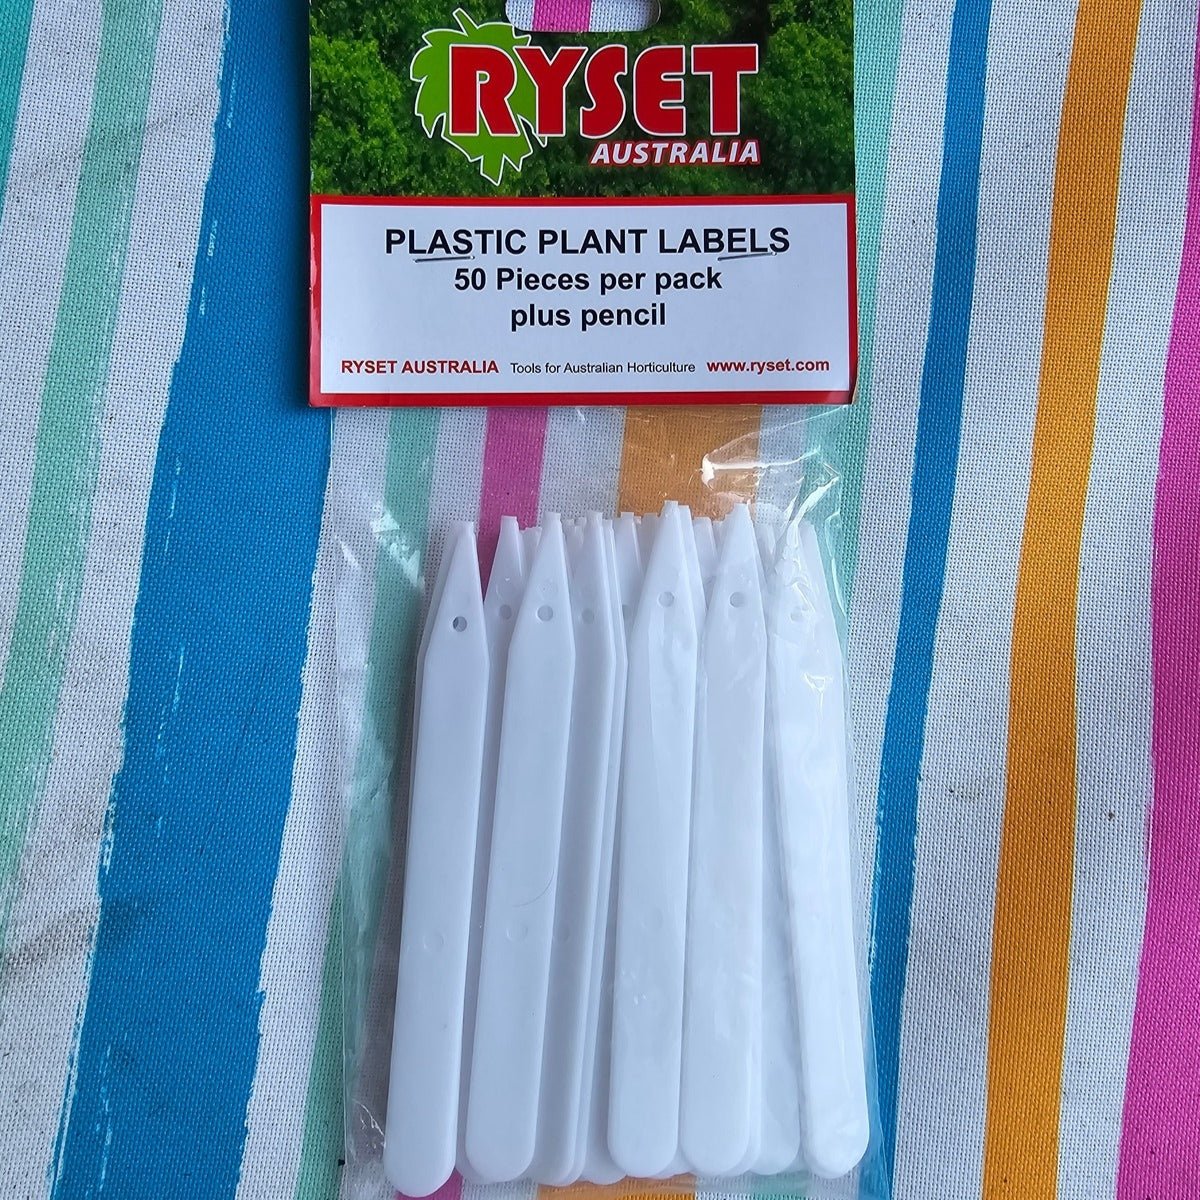 RYSET
AUSTRALIA
PLASTIC PLANT LABELS
50 Pieces per pack
plus pencil
RYSET AUSTRALIA Tools for Australian Horticulture www.ryset.com